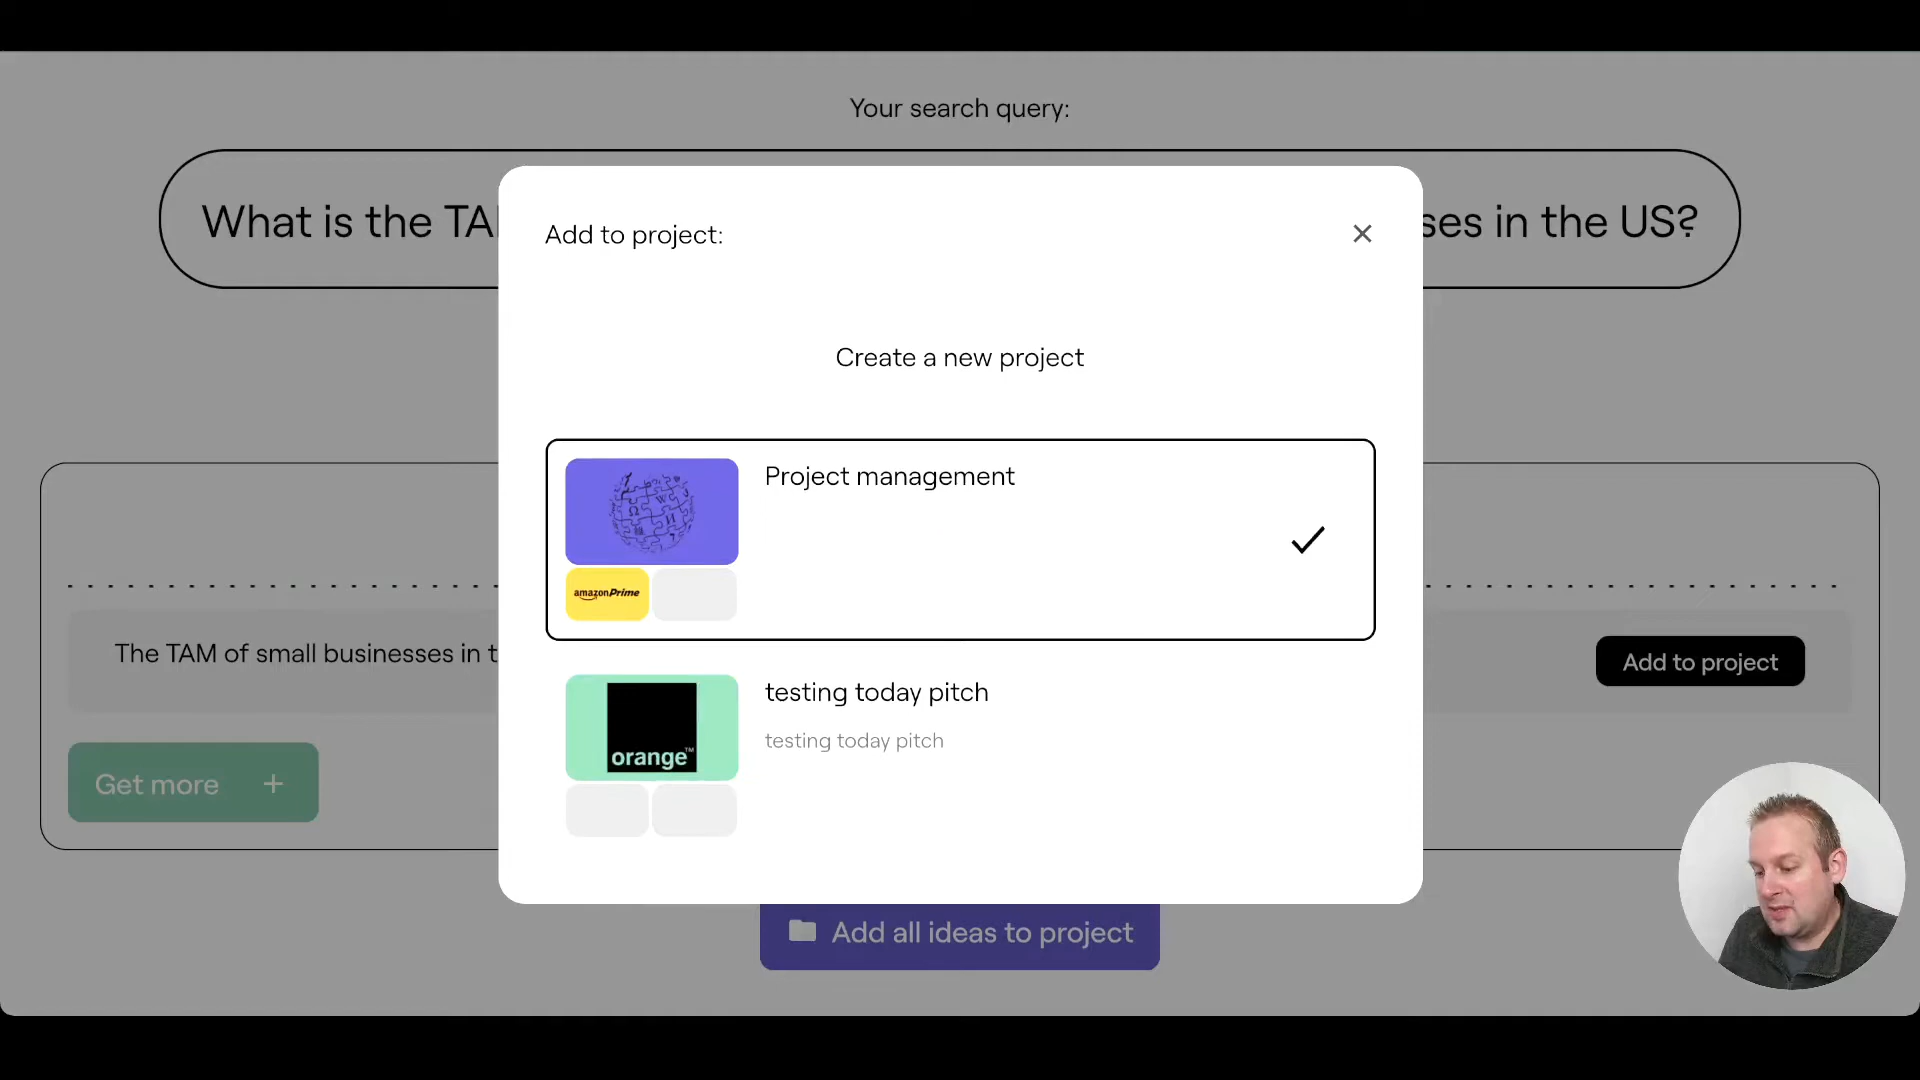 Your search query:
What is the TA
ses in the US?
Add to project:
Create a new project
Project management
amazonPrime
testing today pitch
orange™
testing today pitch
The TAM of small businesses in t
Add to project
Get more +
Add all ideas to project